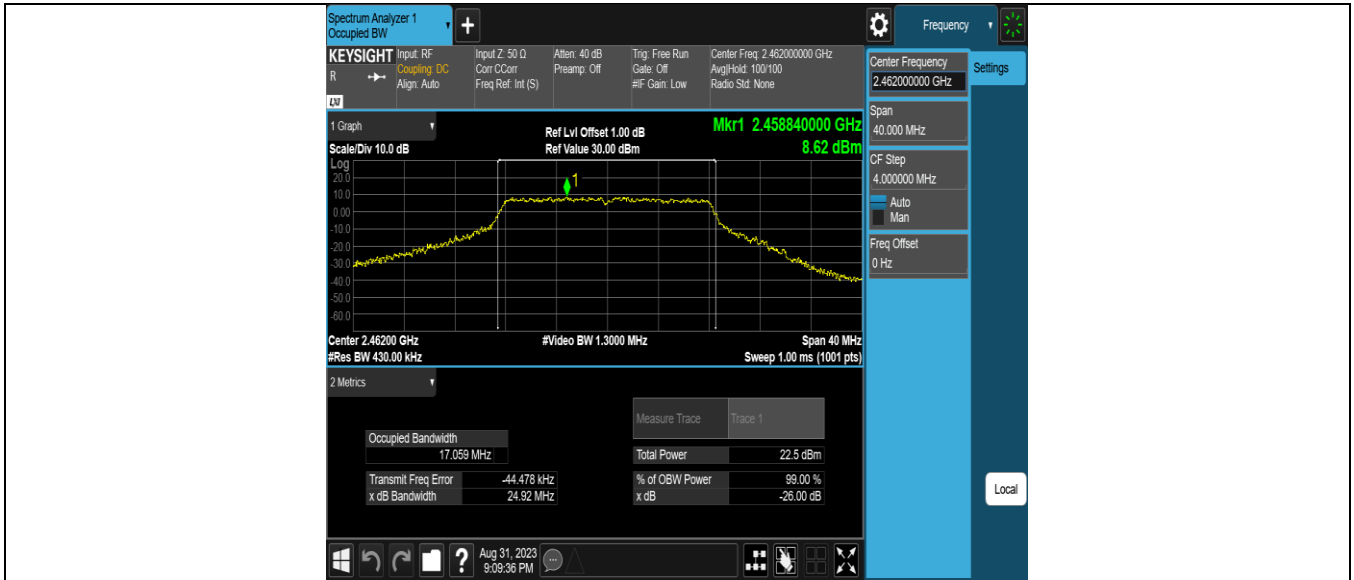 Spectrum Analyzer 1
Occupied BW
+
Frequency
KEYSIGHT
R
LXI
Input: RF
Coupling: DC
Align: Auto
Input Z: 50 Ω
Corr CCorr
Freq Ref: Int (S)
Atten: 40 dB
Preamp: Off
Trig: Free Run
Gate: Off
#IF Gain: Low
Center Freq: 2.462000000 GHz
Avg|Hold: 100/100
Radio Std: None
Center Frequency
2.462000000 GHz
Settings
Span
40.000 MHz
CF Step
4.000000 MHz
Auto
Man
Freq Offset
0 Hz
Local
1 Graph
Scale/Div 10.0 dB
Ref Lvl Offset 1.00 dB
Ref Value 30.00 dBm
Mkr1 2.458840000 GHz
8.62 dBm
Log
20.0
10.0
0.00
-10.0
-20.0
-30.0
-40.0
-50.0
-60.0
1
Center 2.46200 GHz
#Video BW 1.3000 MHz
Span 40 MHz
#Res BW 430.00 kHz
Sweep 1.00 ms (1001 pts)
2 Metrics
Measure Trace
Trace 1
Occupied Bandwidth
17.059 MHz
Total Power
22.5 dBm
Transmit Freq Error
-44.478 kHz
% of OBW Power
99.00 %
x dB Bandwidth
24.92 MHz
x dB
-26.00 dB
?
Aug 31, 2023
9:09:36 PM